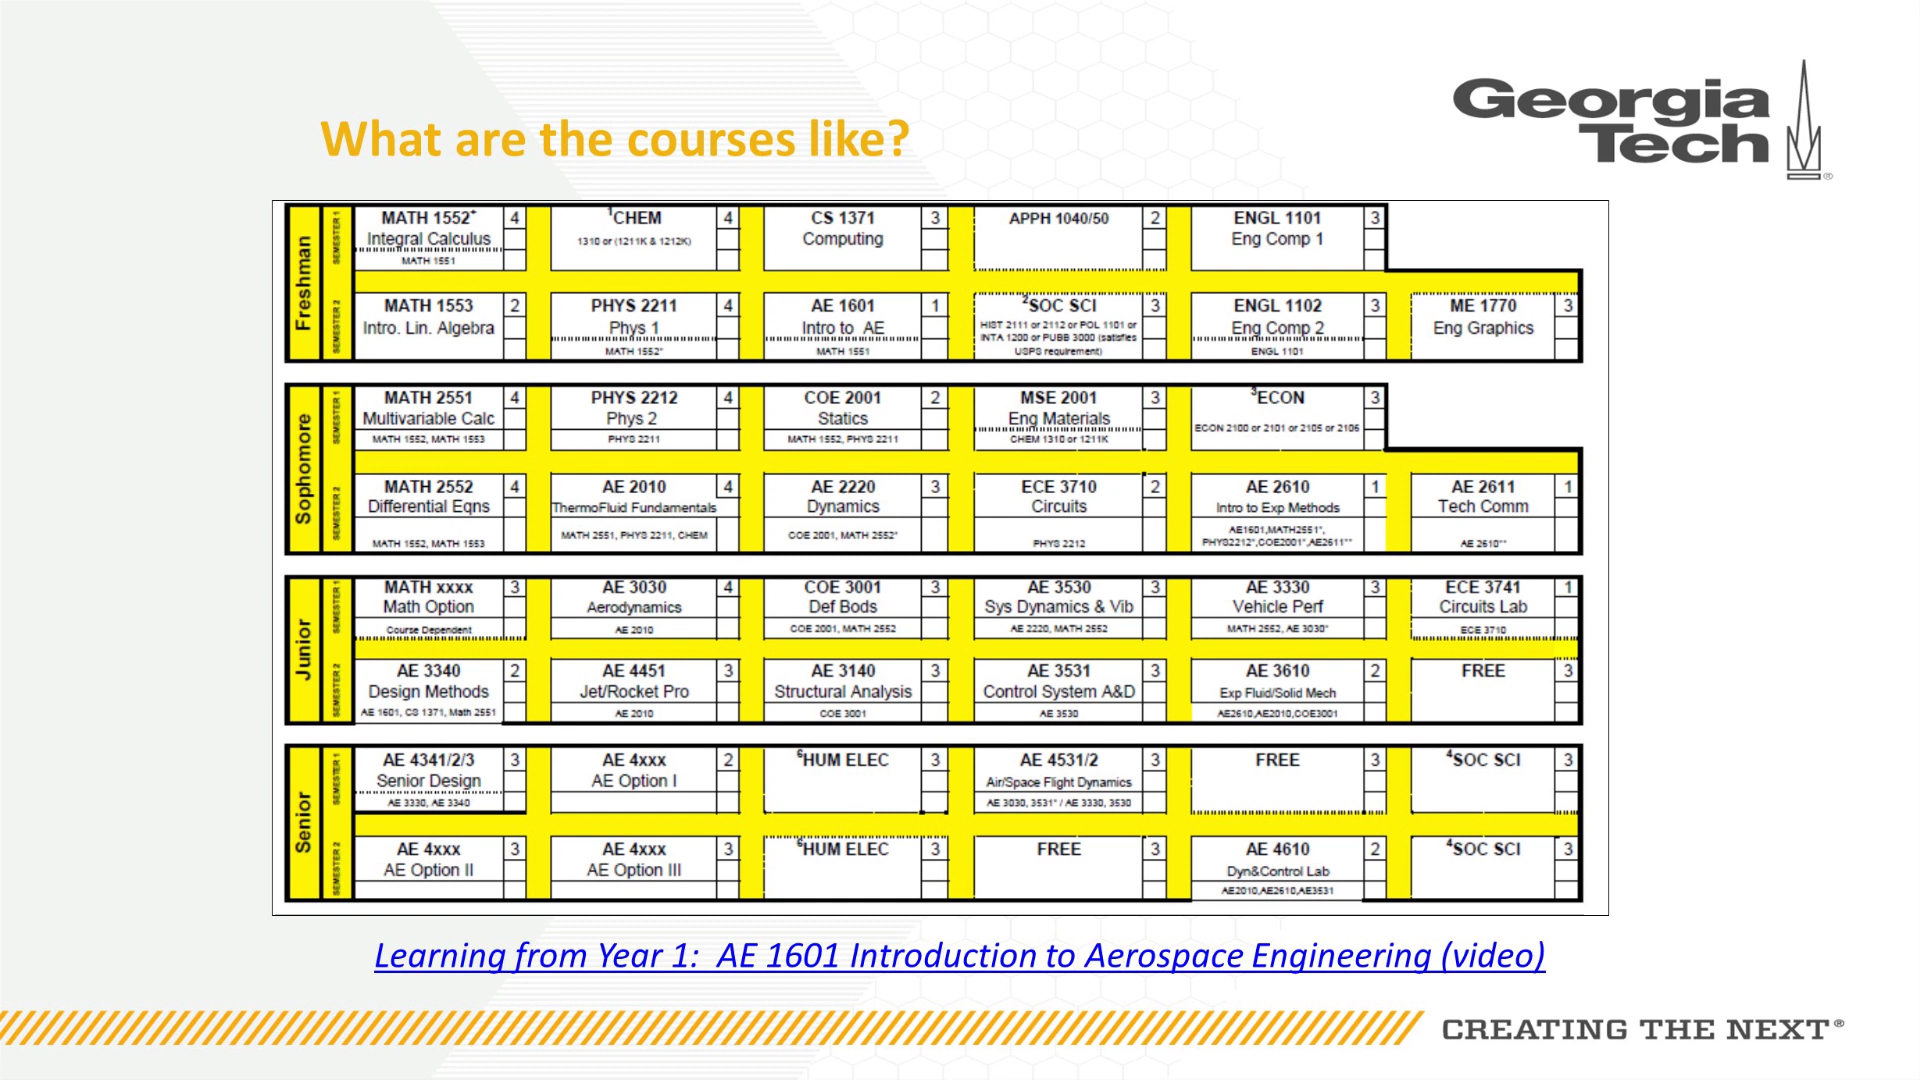 Georgia
Tech
®
What are the courses like?
Freshman
SEMESTER 1
MATH 1552* 4
Integral Calculus
MATH 1551
¹CHEM 4
1310 or (1211K & 1212K)
CS 1371 3
Computing
APPH 1040/50 2
ENGL 1101 3
Eng Comp 1
SEMESTER 2
MATH 1553 2
Intro. Lin. Algebra
PHYS 2211 4
Phys 1
MATH 1552*
AE 1601 1
Intro to AE
MATH 1551
²SOC SCI 3
HIST 2111 or 2112 or POL 1101 or
INTA 1200 or PUBB 3000 (satisfies
USPS requirement)
ENGL 1102 3
Eng Comp 2
ENGL 1101
ME 1770 3
Eng Graphics
Sophomore
SEMESTER 1
MATH 2551 4
Multivariable Calc
MATH 1552, MATH 1553
PHYS 2212 4
Phys 2
PHYS 2211
COE 2001 2
Statics
MATH 1552, PHYS 2211
MSE 2001 3
Eng Materials
CHEM 1310 or 1211K
³ECON 3
ECON 2100 or 2101 or 2105 or 2106
SEMESTER 2
MATH 2552 4
Differential Eqns
MATH 1552, MATH 1553
AE 2010 4
ThermoFluid Fundamentals
MATH 2551, PHYS 2211, CHEM
AE 2220 3
Dynamics
COE 2001, MATH 2552*
ECE 3710 2
Circuits
PHYS 2212
AE 2610 1
Intro to Exp Methods
AE1601,MATH2551*,
PHYS2212*,COE2001*,AE2611**
AE 2611 1
Tech Comm
AE 2610**
Junior
SEMESTER 1
MATH xxxx 3
Math Option
Course Dependent
AE 3030 4
Aerodynamics
AE 2010
COE 3001 3
Def Bods
COE 2001, MATH 2552
AE 3530 3
Sys Dynamics & Vib
AE 2220, MATH 2552
AE 3330 3
Vehicle Perf
MATH 2552, AE 3030*
ECE 3741 1
Circuits Lab
ECE 3710
SEMESTER 2
AE 3340 2
Design Methods
AE 1601, CS 1371, Math 2551
AE 4451 3
Jet/Rocket Pro
AE 2010
AE 3140 3
Structural Analysis
COE 3001
AE 3531 3
Control System A&D
AE 3530
AE 3610 2
Exp Fluid/Solid Mech
AE2610,AE2010,COE3001
FREE 3
Senior
SEMESTER 1
AE 4341/2/3 3
Senior Design
AE 3330, AE 3340
AE 4xxx 2
AE Option I
⁶HUM ELEC 3
AE 4531/2 3
Air/Space Flight Dynamics
AE 3030, 3531* / AE 3330, 3530
FREE 3
⁴SOC SCI 3
SEMESTER 2
AE 4xxx 3
AE Option II
AE 4xxx 3
AE Option III
⁶HUM ELEC 3
FREE 3
AE 4610 2
Dyn&Control Lab
AE2010,AE2610,AE3531
⁴SOC SCI 3
Learning from Year 1: AE 1601 Introduction to Aerospace Engineering (video)
CREATING THE NEXT®